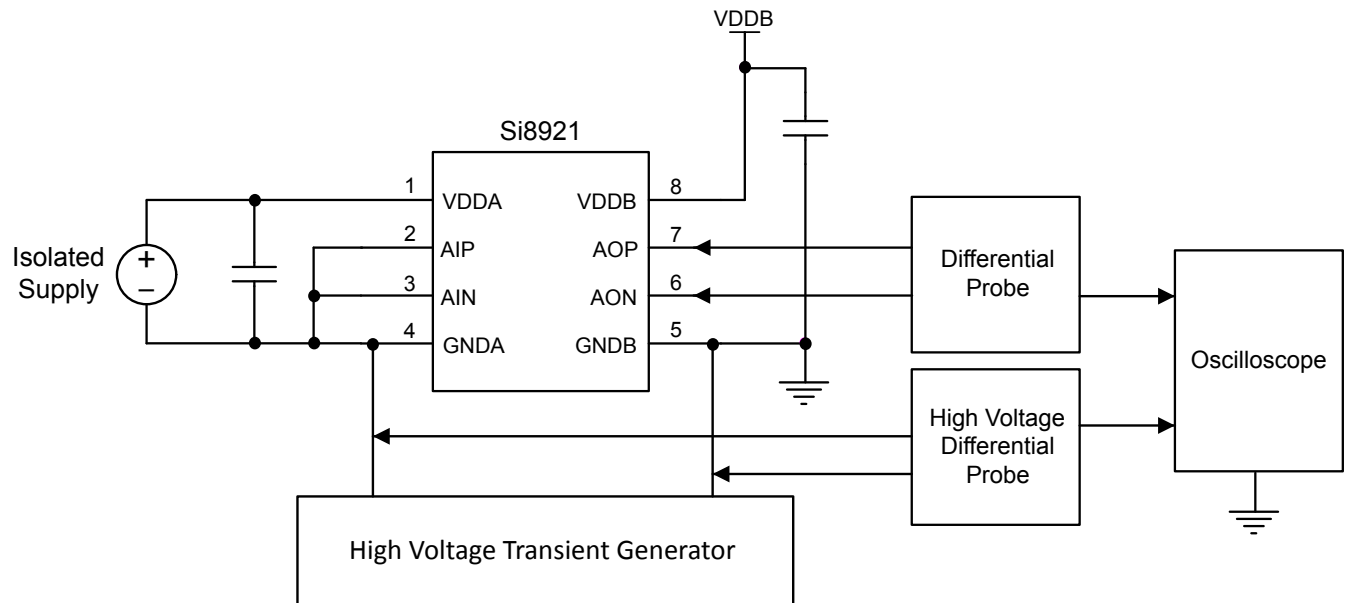 VDDB
Si8921
Isolated
Supply
+
–
1
VDDA
2
AIP
3
AIN
4
GNDA
VDDB
8
AOP
7
AON
6
GNDB
5
Differential
Probe
High Voltage
Differential
Probe
Oscilloscope
High Voltage Transient Generator